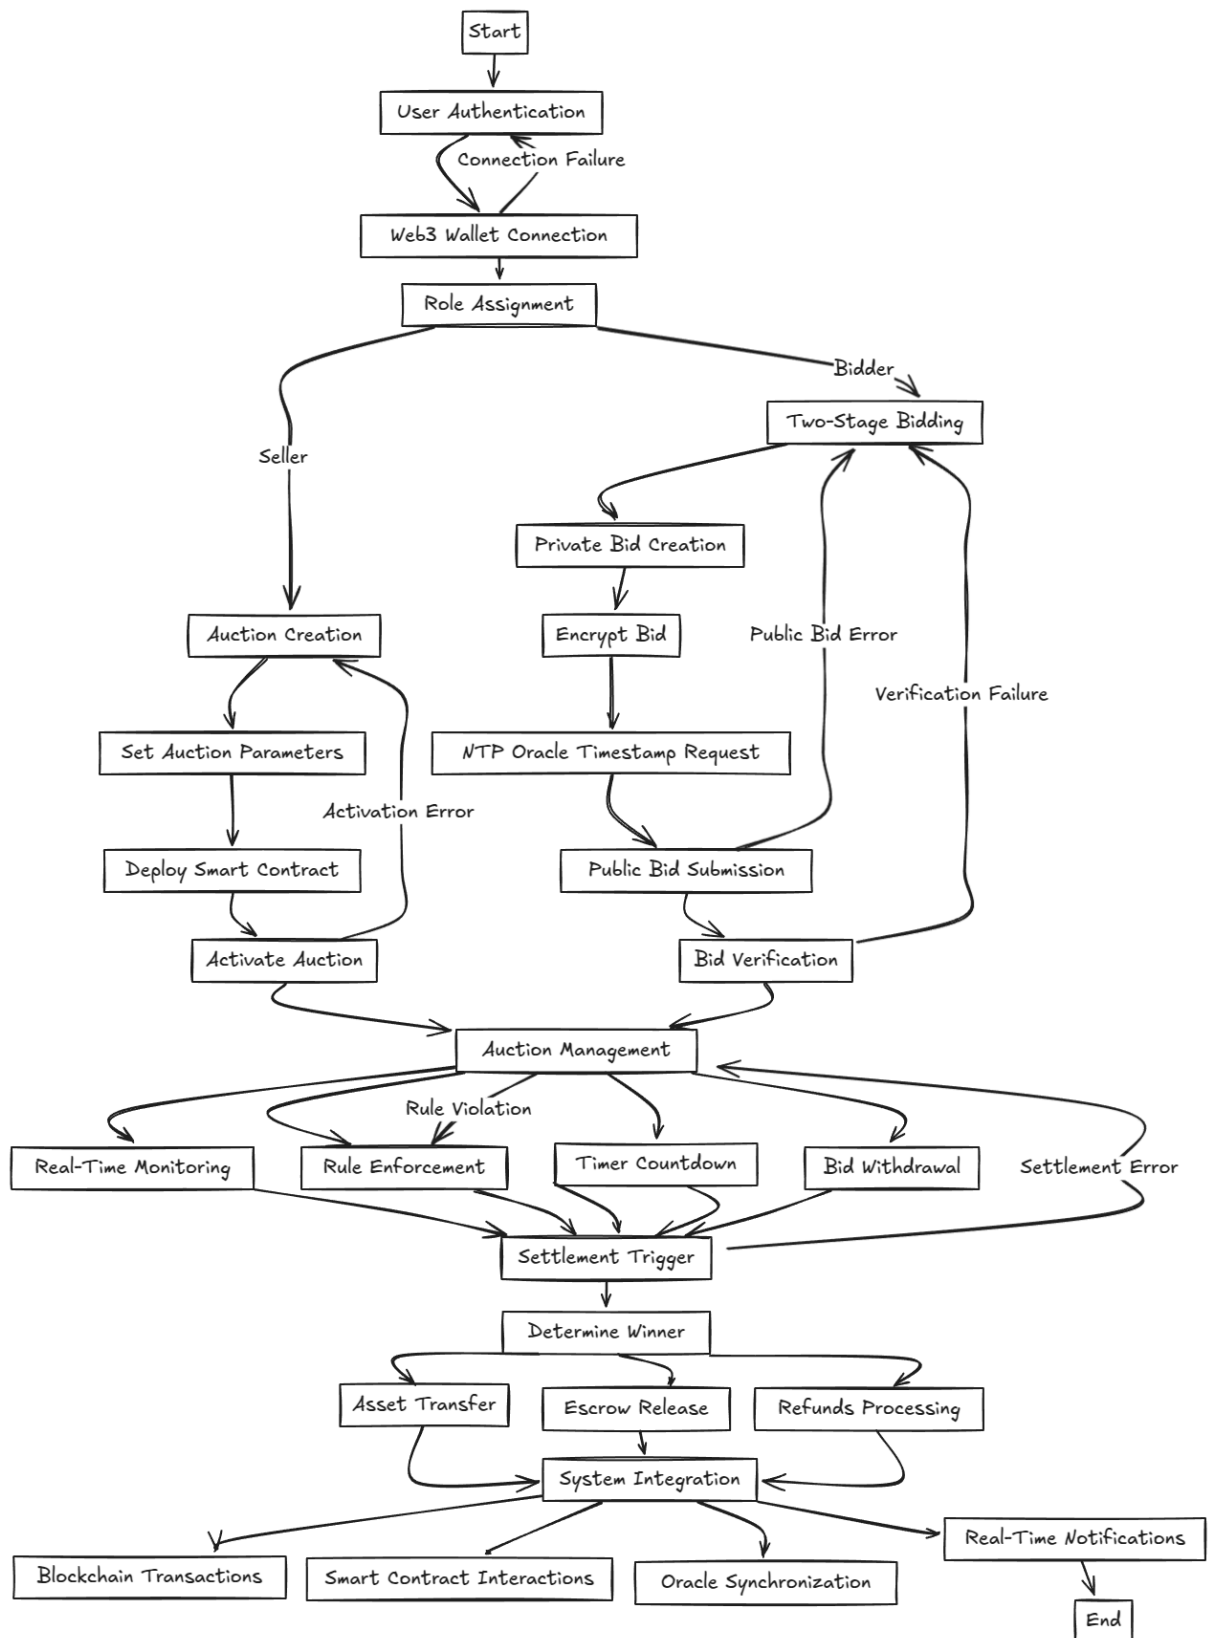 Start
User Authentication
Connection Failure
Web3 Wallet Connection
Role Assignment
Bidder
Two-Stage Bidding
Seller
Private Bid Creation
Auction Creation
Encrypt Bid
Public Bid Error
Verification Failure
Set Auction Parameters
NTP Oracle Timestamp Request
Activation Error
Deploy Smart Contract
Public Bid Submission
Activate Auction
Bid Verification
Auction Management
Rule Violation
Real-Time Monitoring
Rule Enforcement
Timer Countdown
Bid Withdrawal
Settlement Error
Settlement Trigger
Determine Winner
Asset Transfer
Escrow Release
Refunds Processing
System Integration
Real-Time Notifications
Blockchain Transactions
Smart Contract Interactions
Oracle Synchronization
End